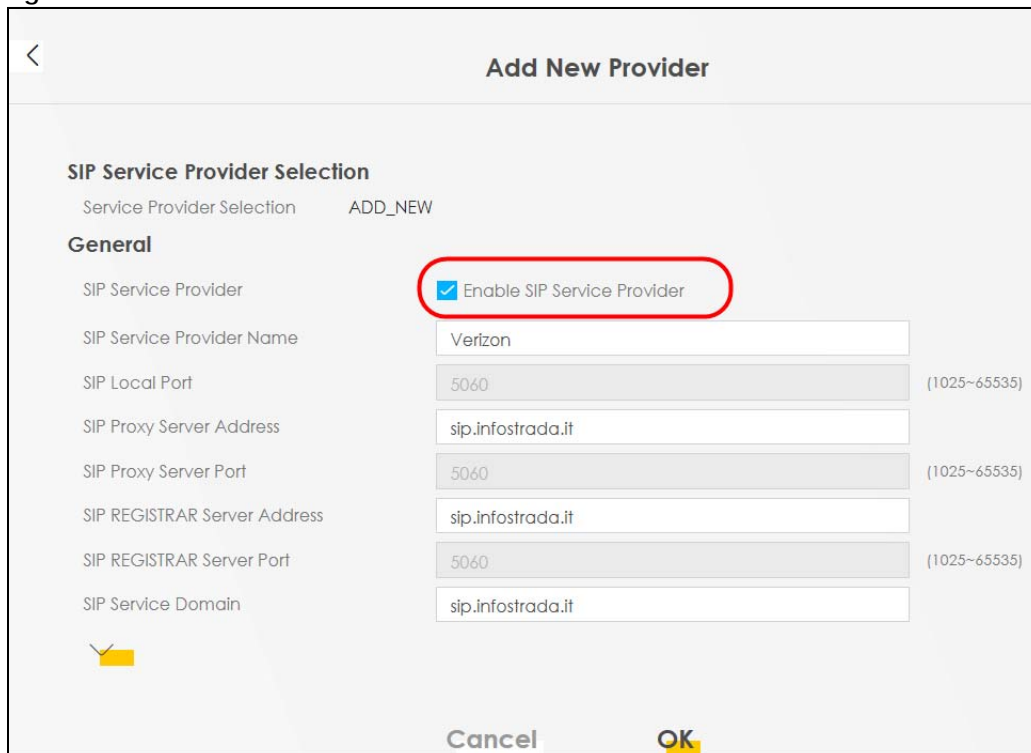 Add New Provider
SIP Service Provider Selection
Service Provider Selection ADD_NEW
General
SIP Service Provider Enable SIP Service Provider
SIP Service Provider Name Verizon
SIP Local Port 5060 (1025~65535)
SIP Proxy Server Address sip.infostrada.it
SIP Proxy Server Port 5060 (1025~65535)
SIP REGISTRAR Server Address sip.infostrada.it
SIP REGISTRAR Server Port 5060 (1025~65535)
SIP Service Domain sip.infostrada.it
Cancel OK